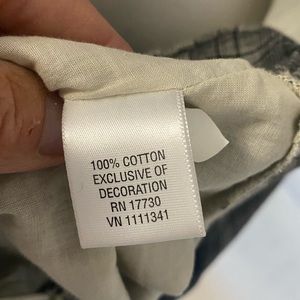 100% COTTON
EXCLUSIVE OF
DECORATION
RN 17730
VN 1111341